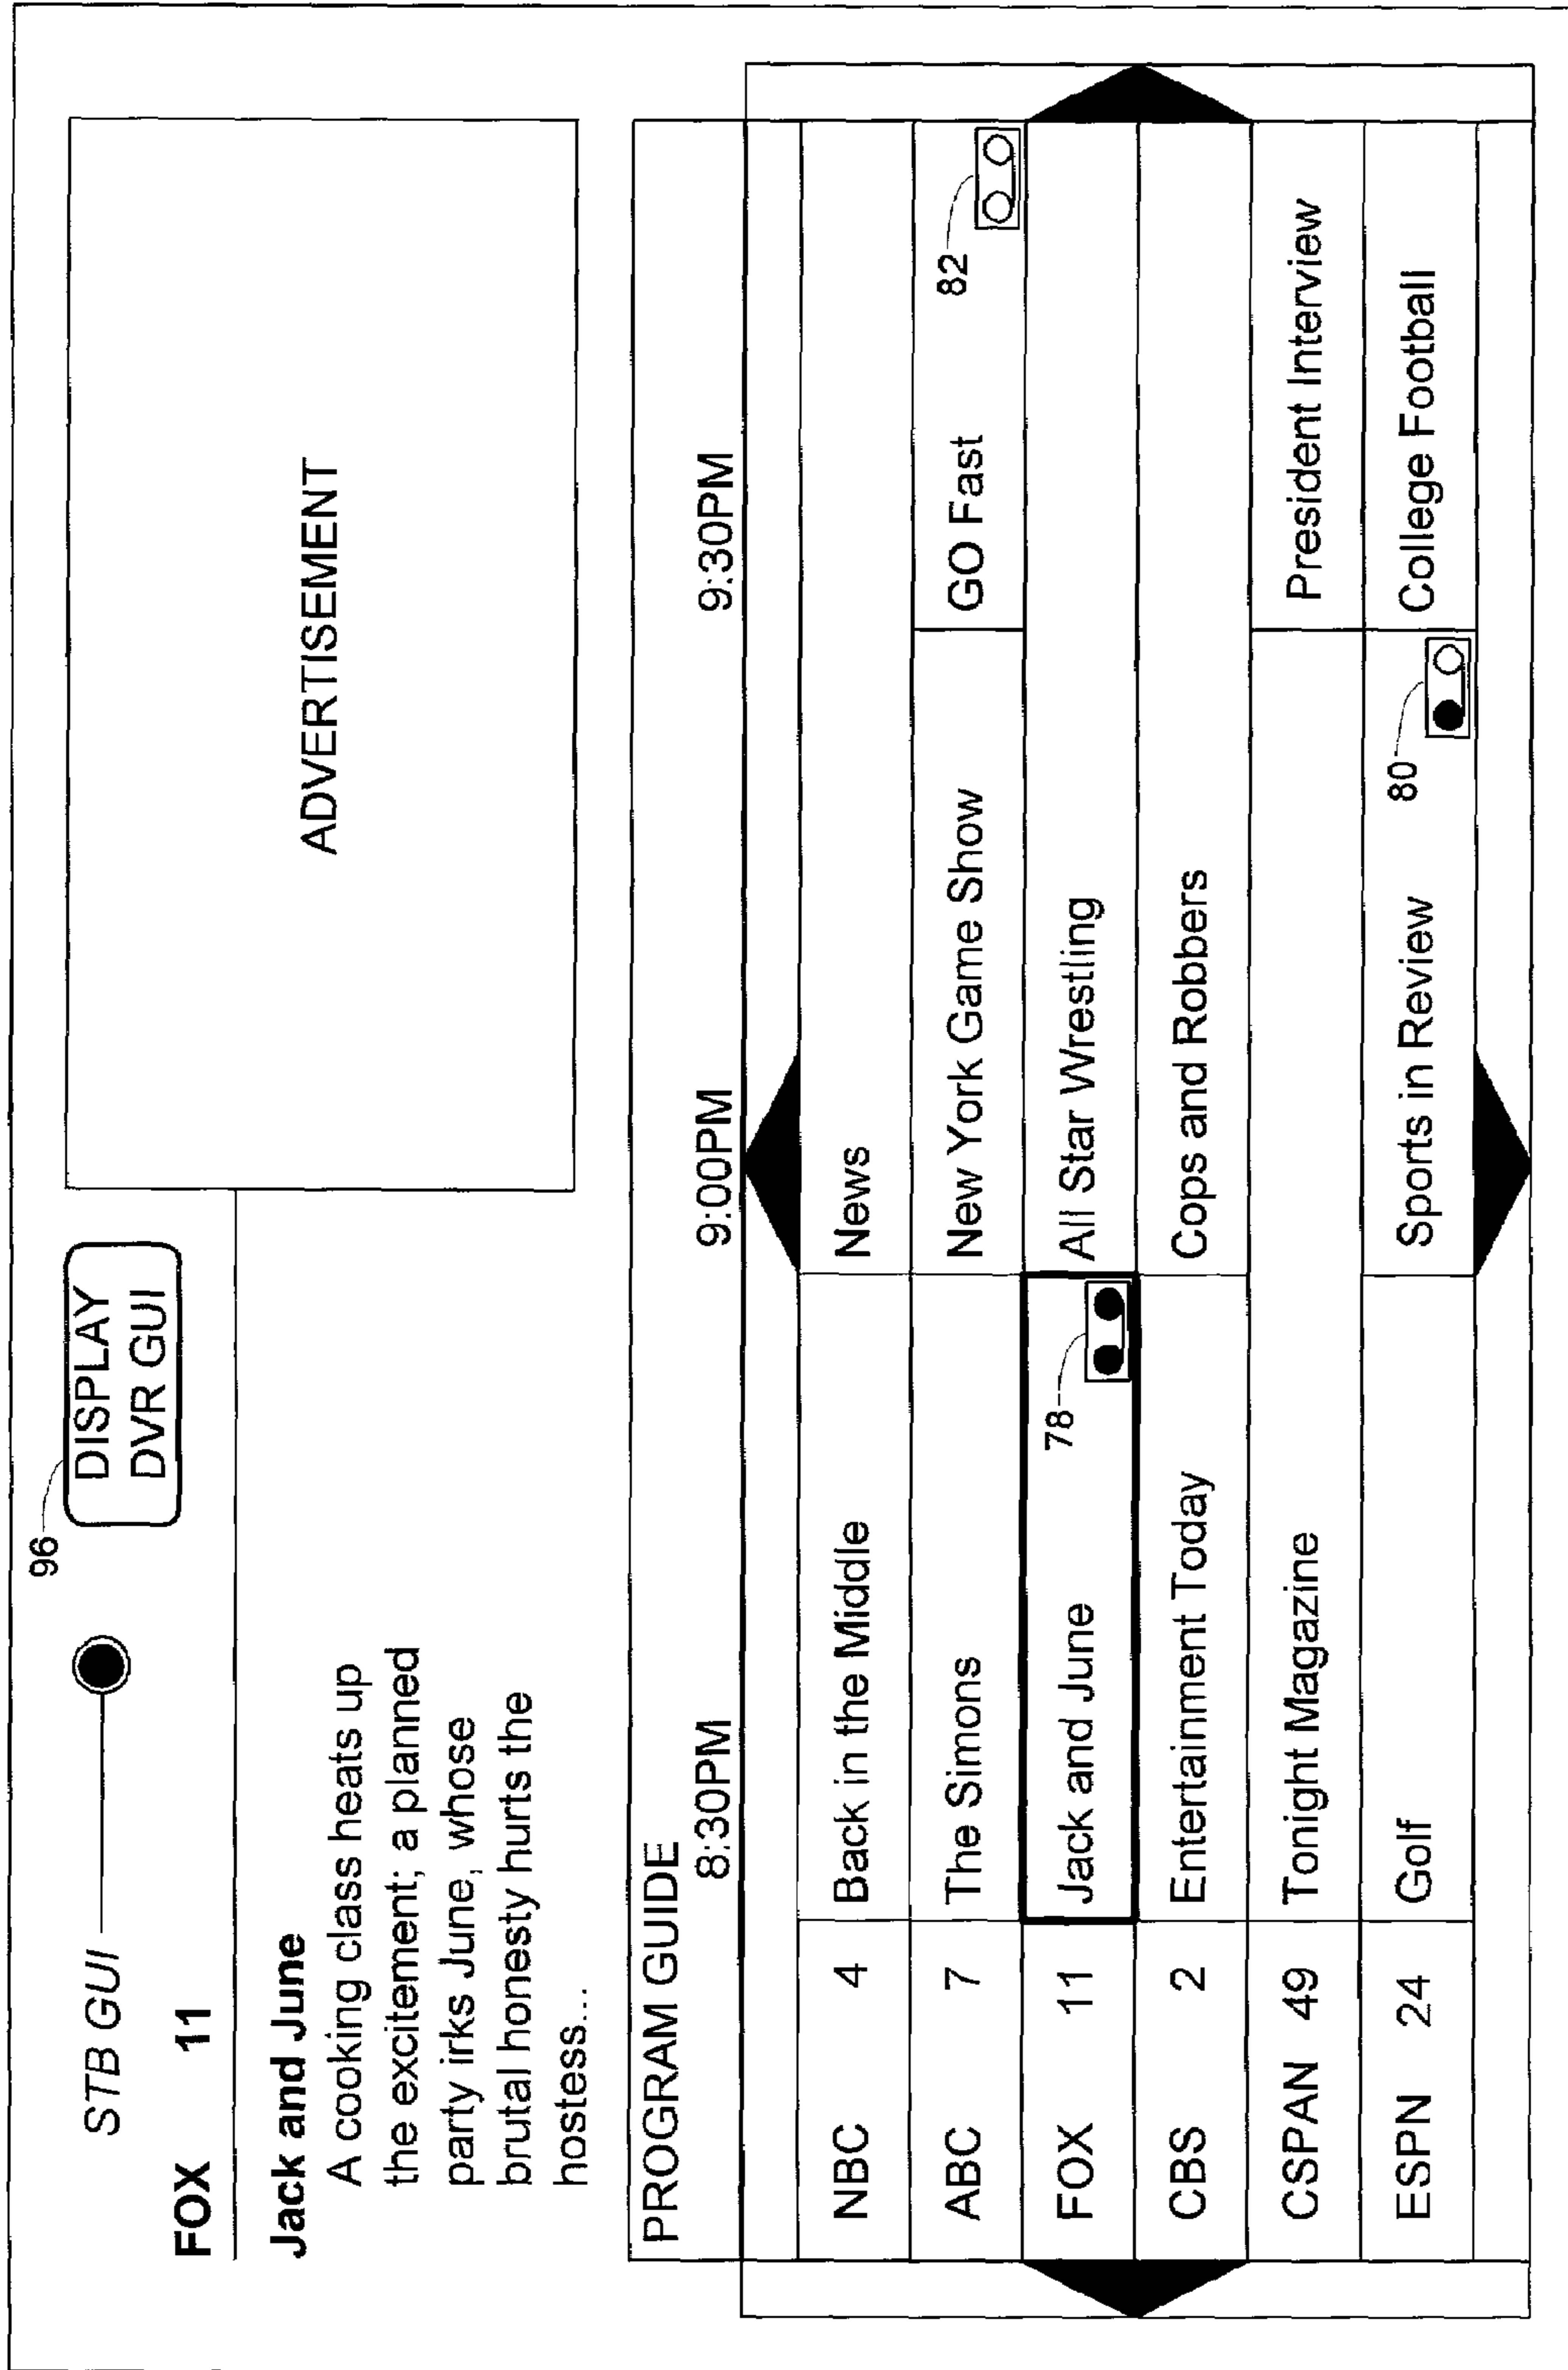 96
STB GUI
DISPLAY
DVR GUI
FOX 11
Jack and June
A cooking class heats up
the excitement; a planned
party irks June, whose
brutal honesty hurts the
hostess...
ADVERTISEMENT
PROGRAM GUIDE
8:30PM 9:00PM 9:30PM
NBC 4 Back in the Middle News
ABC 7 The Simons New York Game Show GO Fast 82
FOX 11 Jack and June 78 All Star Wrestling
CBS 2 Entertainment Today Cops and Robbers
CSPAN 49 Tonight Magazine President Interview
ESPN 24 Golf Sports in Review 80 College Football